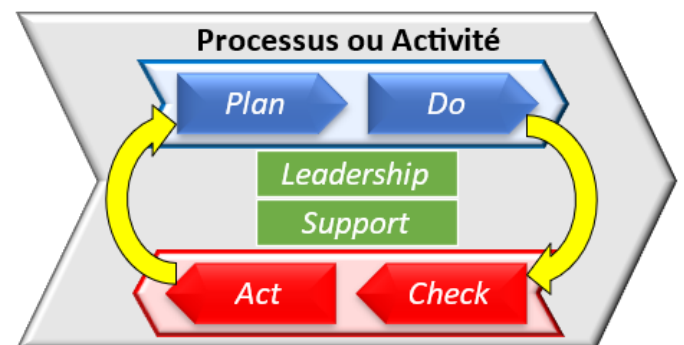 Processus ou Activité
Plan
Do
Leadership
Support
Act
Check